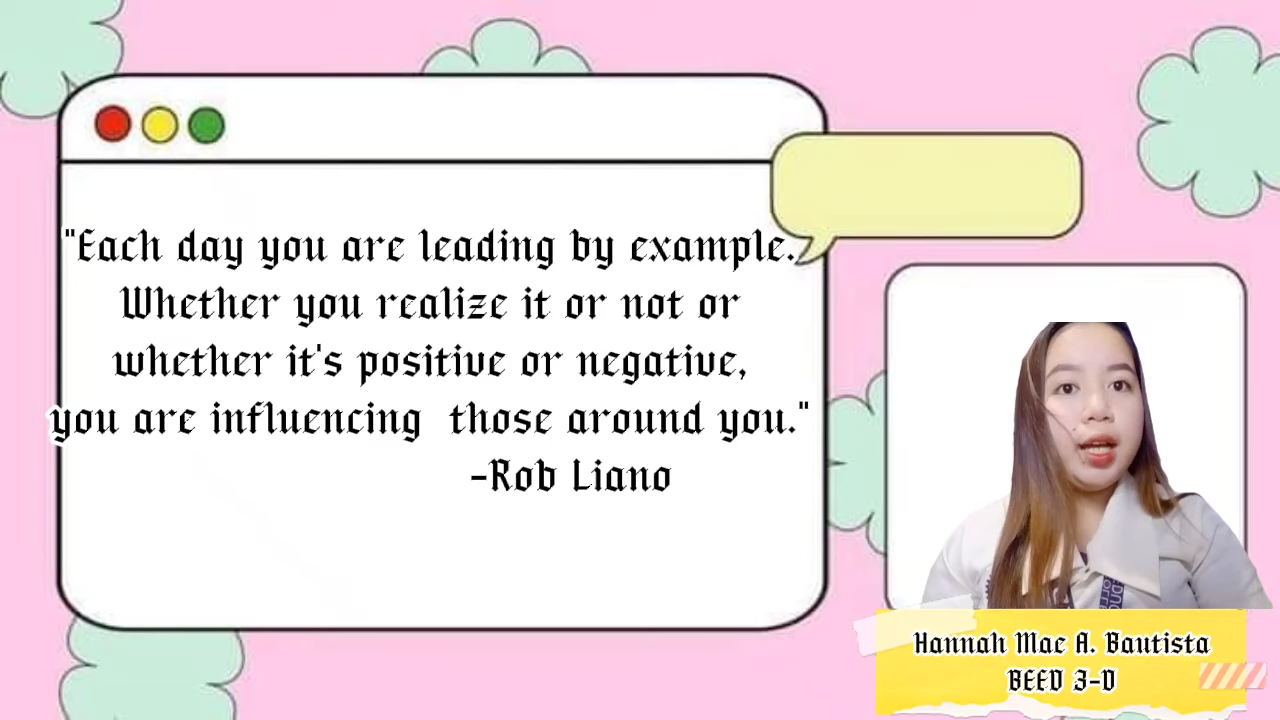 "Each day you are leading by example.
Whether you realize it or not or
whether it's positive or negative,
you are influencing those around you."
-Rob Liano
Hannah Mae A. Bautista
BEED 3-D